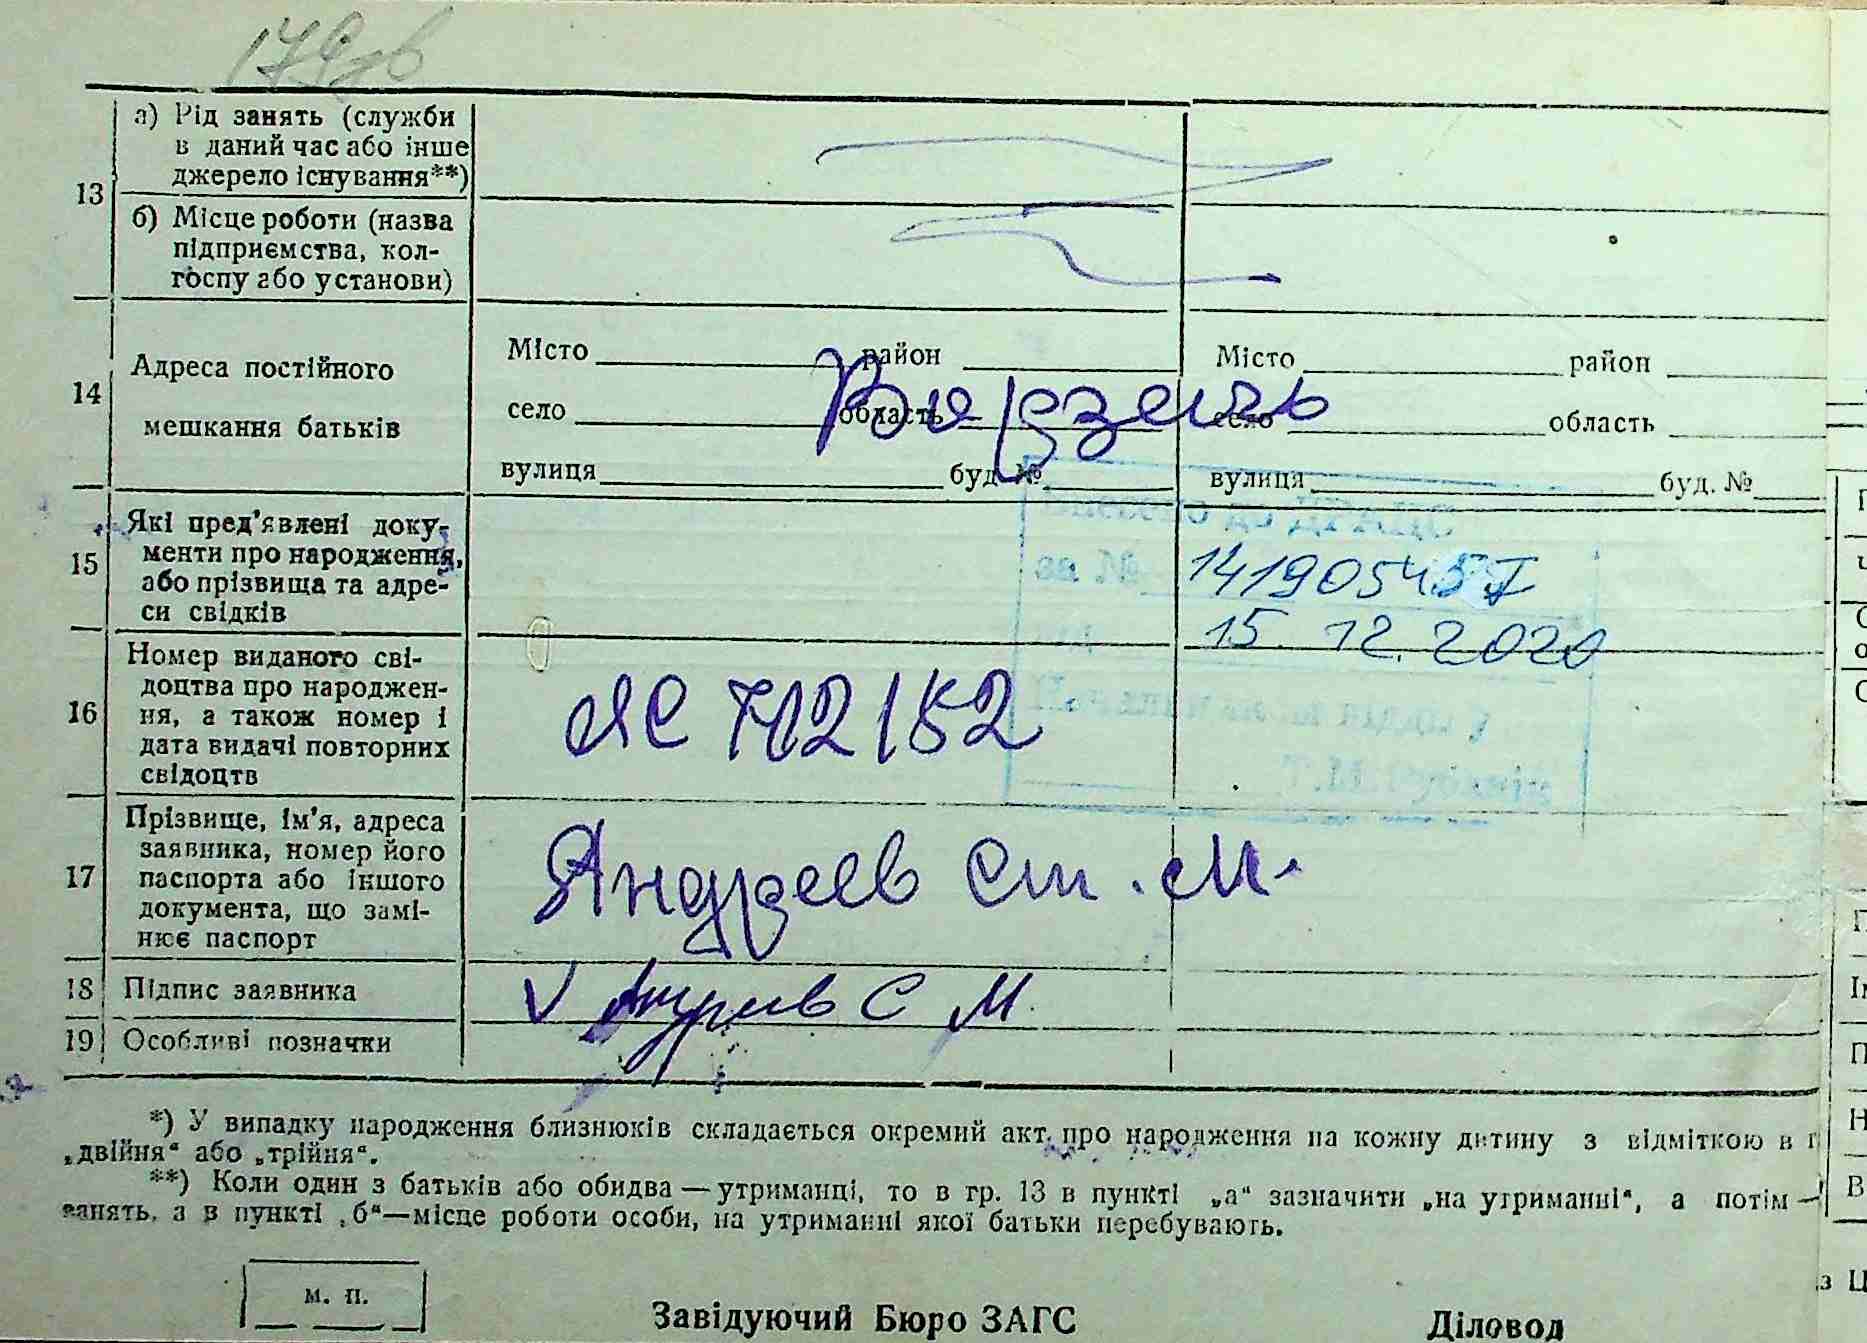 179зв
13
а) Рід занять (служби
в даний час або інше
джерело існування**)
б) Місце роботи (назва
підприємства, кол-
госпу або установи)
14
Адреса постійного
мешкання батьків
Місто район
село область
вулиця буд. №
Місто район
село область
вулиця буд. №
15
Які пред'явлені доку-
менти про народження,
або прізвища та адре-
си свідків
15. 12. 2020
16
Номер виданого сві-
доцтва про народжен-
ня, а також номер і
дата видачі повторних
свідоцтв
ЯС 712152
17
Прізвище, ім'я, адреса
заявника, номер його
паспорта або іншого
документа, що замі-
нює паспорт
Андреев Ст. М.
18 Підпис заявника
С М.
19 Особливі позначки
*) У випадку народження близнюків складається окремий акт про народження на кожну дитину з відміткою в г
„двійня“ або „трійня“.
**) Коли один з батьків або обидва—утриманці, то в гр. 13 в пункті „а“ зазначити „на утриманні“, а потім —
занять, а в пункті „б“—місце роботи особи, на утриманні якої батьки перебувають.
м. п.
Завідуючий Бюро ЗАГС Діловод